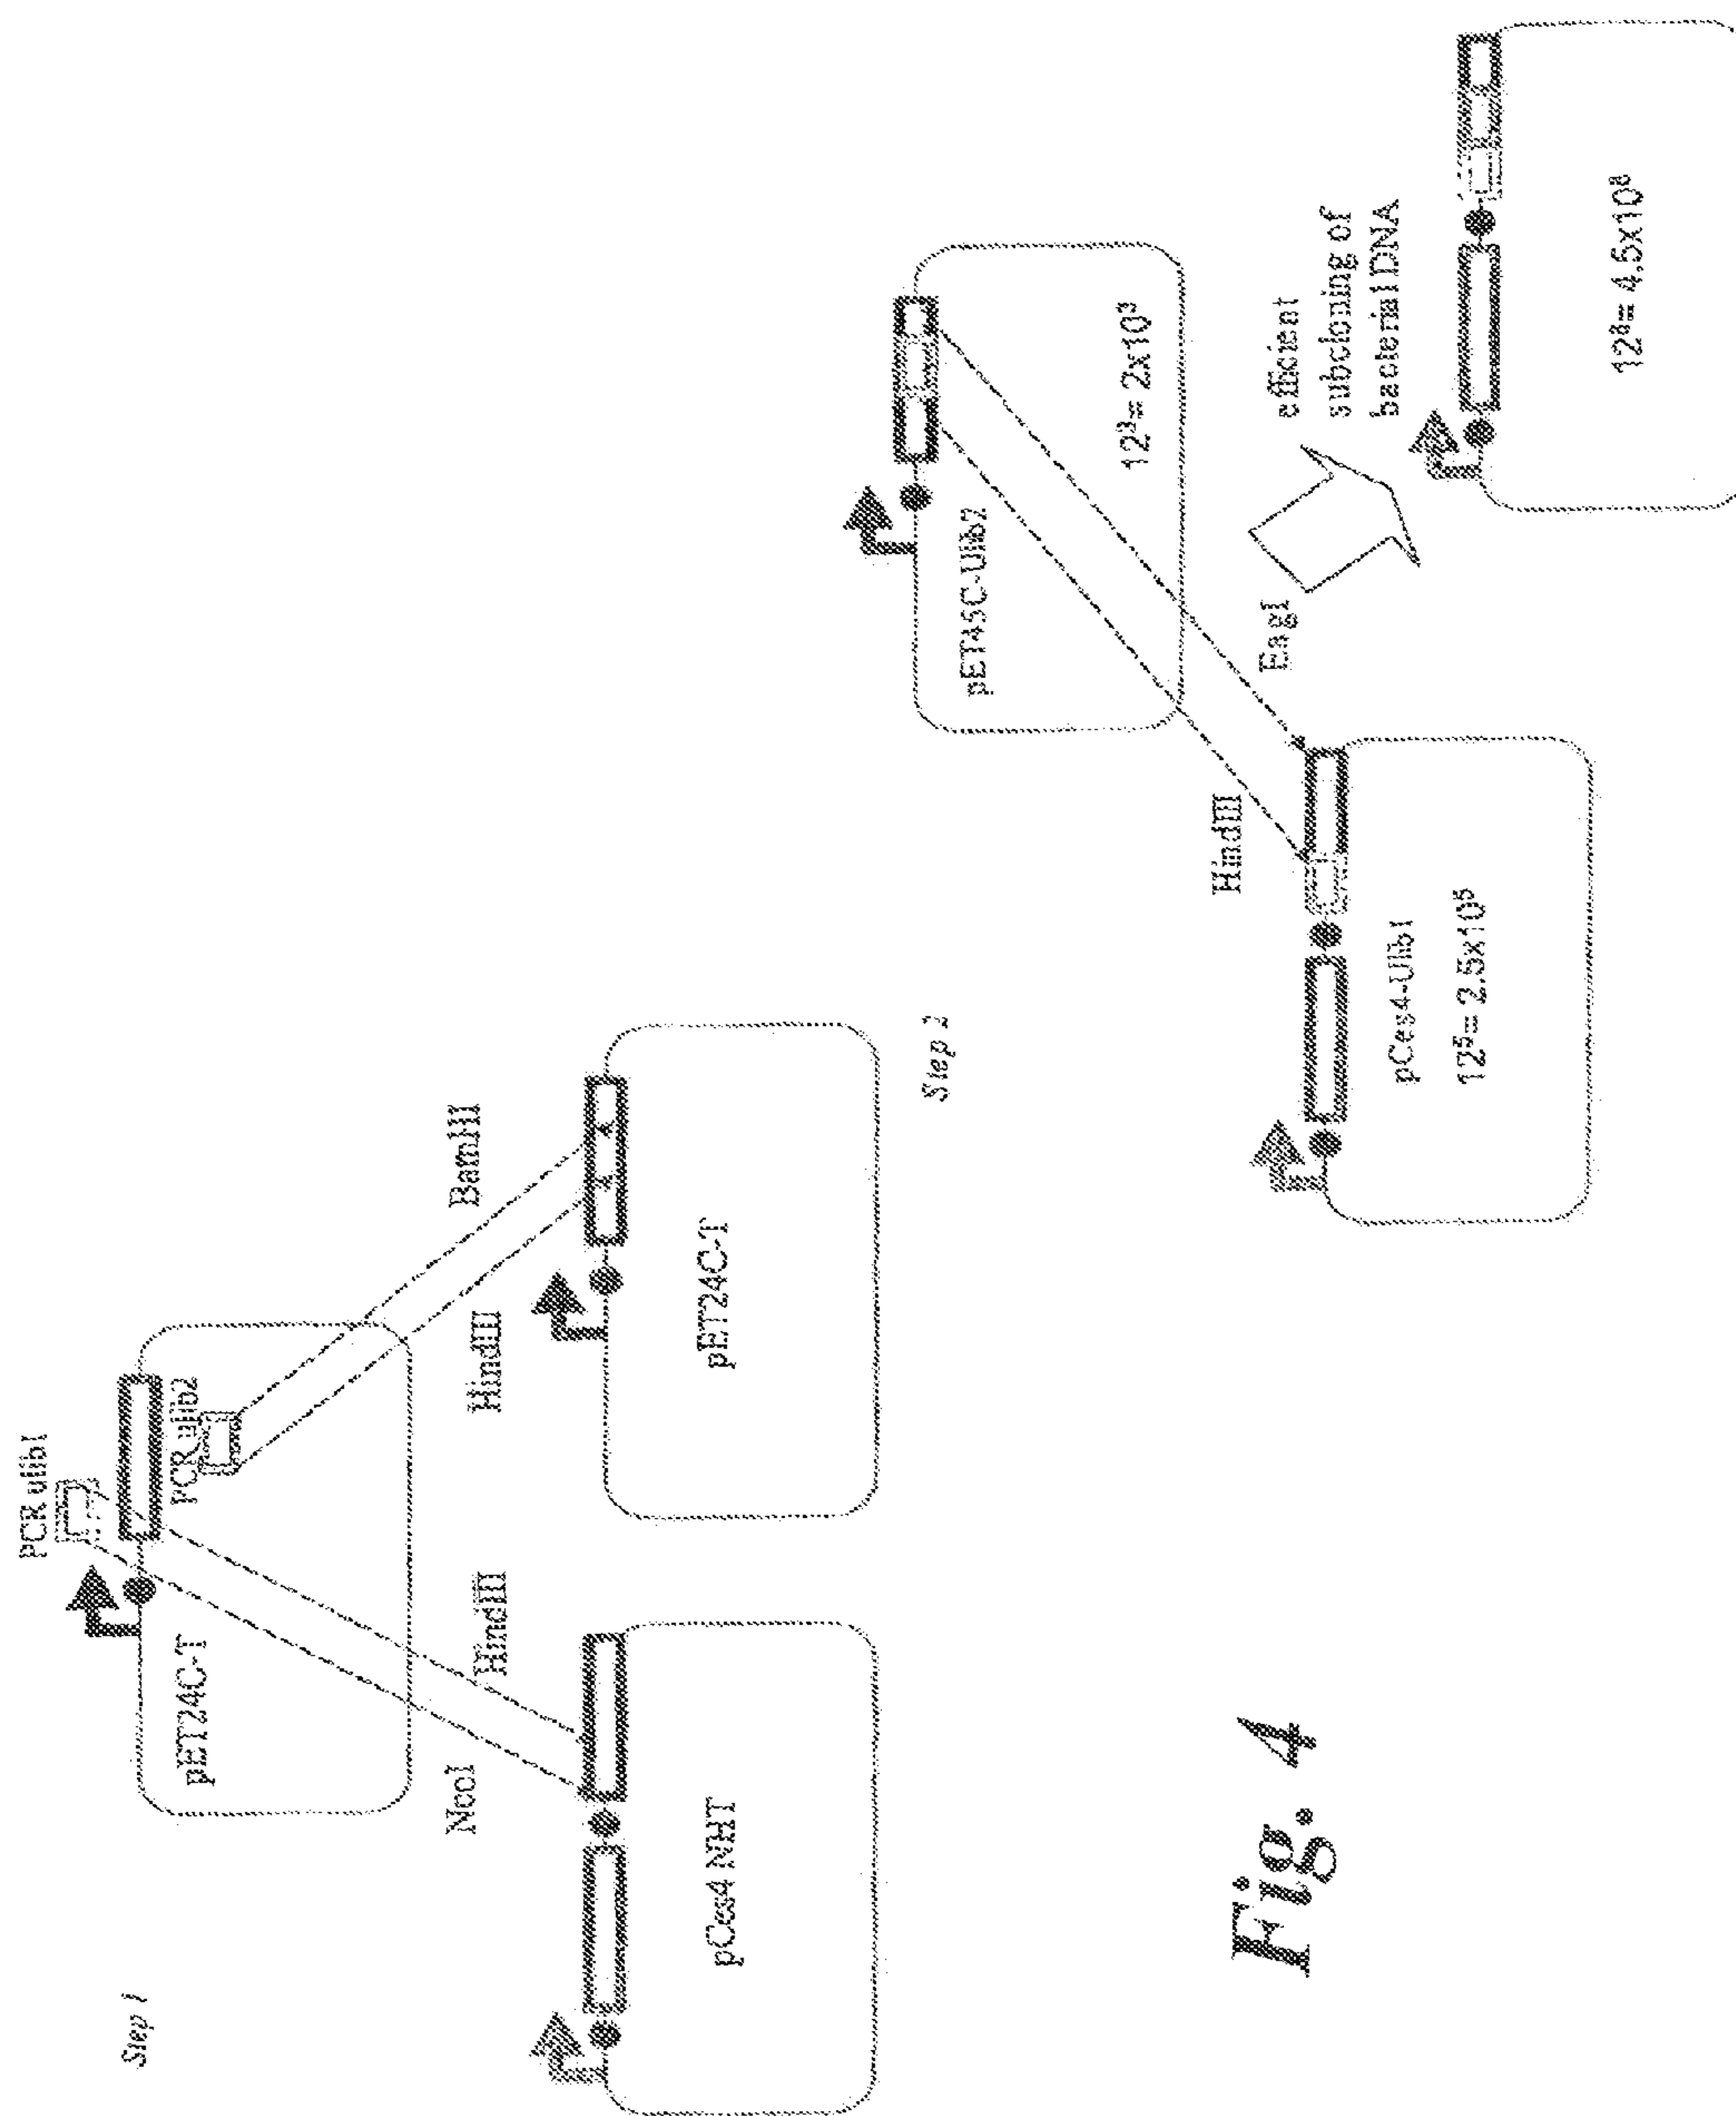 Step 1
PCR ulib1
pET24C-T
PCR ulib2
NcoI
HindIII
HindIII
BamHI
pCes4 NHT
pET24C-T
Step 2
pET45C-Ulib2
12³= 2x10³
HindIII
EagI
efficient
subcloning of
bacterial DNA
pCes4-Ulib1
12⁵= 2.5x10⁵
12⁸= 4.5x10⁸
Fig. 4